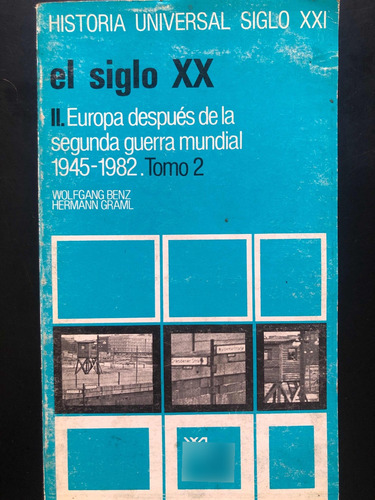 HISTORIA UNIVERSAL SIGLO XXI
el siglo XX
II. Europa después de la
segunda guerra mundial
1945-1982. Tomo 2
WOLFGANG BENZ
HERMANN GRAML